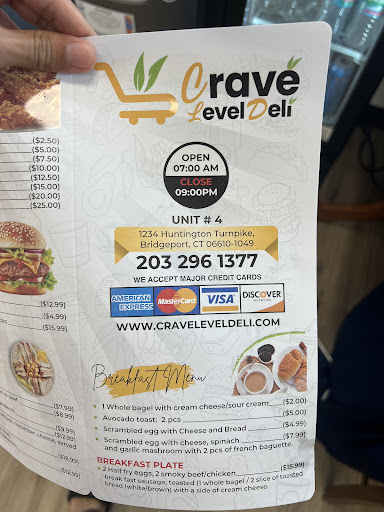 Crave
Level Deli
OPEN
07:00 AM
CLOSE
09:00PM
UNIT # 4
1234 Huntington Turnpike,
Bridgeport, CT 06610-1049
203 296 1377
WE ACCEPT MAJOR CREDIT CARDS
AMERICAN EXPRESS MasterCard VISA DISCOVER NETWORK
WWW.CRAVELEVELDELI.COM
Breakfast Menu
• 1 Whole bagel with cream cheese/sour cream ($2.00)
• Avocado toast: 2 pcs ($5.00)
• Scrambled egg with Cheese and Bread ($4.99)
• Scrambled egg with cheese, spinach ($7.99)
and garlic mashroom with 2 pcs of french baguette.
BREAKFAST PLATE
• 2 Half fry eggs, 2 smoky beef/chicken ($15.99)
break fast sausage, toasted (1 whole bagel / 2 slice of toasted
bread (white/brown) with a side of cream cheese.
($2.50)
($5.00)
($7.50)
($10.00)
($12.50)
($15.00)
($20.00)
($25.00)
($12.99)
($4.99)
($15.99)
($7.99)
($8.99)
($9.99)
($12.99)
cheese, served
($12.99)